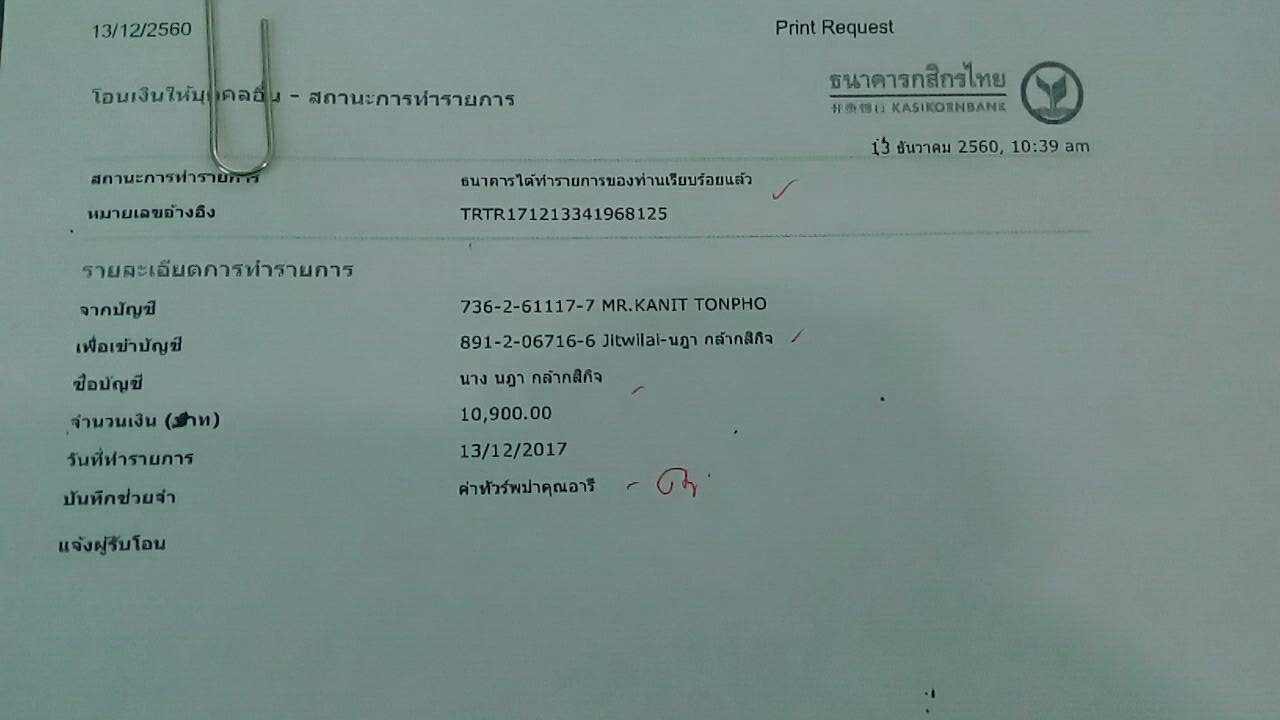 13/12/2560 Print Request
ธนาคารกสิกรไทย
开泰银行 KASIKORNBANK
โอนเงินให้บุคคลอื่น - สถานะการทำรายการ
13 ธันวาคม 2560, 10:39 am
สถานะการทำรายการ ธนาคารได้ทำรายการของท่านเรียบร้อยแล้ว
หมายเลขอ้างอิง TRTR171213341968125
รายละเอียดการทำรายการ
จากบัญชี 736-2-61117-7 MR.KANIT TONPHO
เพื่อเข้าบัญชี 891-2-06716-6 Jitwilai-นฎา กล้ากสิกิจ
ชื่อบัญชี นาง นฎา กล้ากสิกิจ
จำนวนเงิน (บาท) 10,900.00
วันที่ทำรายการ 13/12/2017
บันทึกช่วยจำ ค่าทัวร์พม่าคุณอารี
แจ้งผู้รับโอน